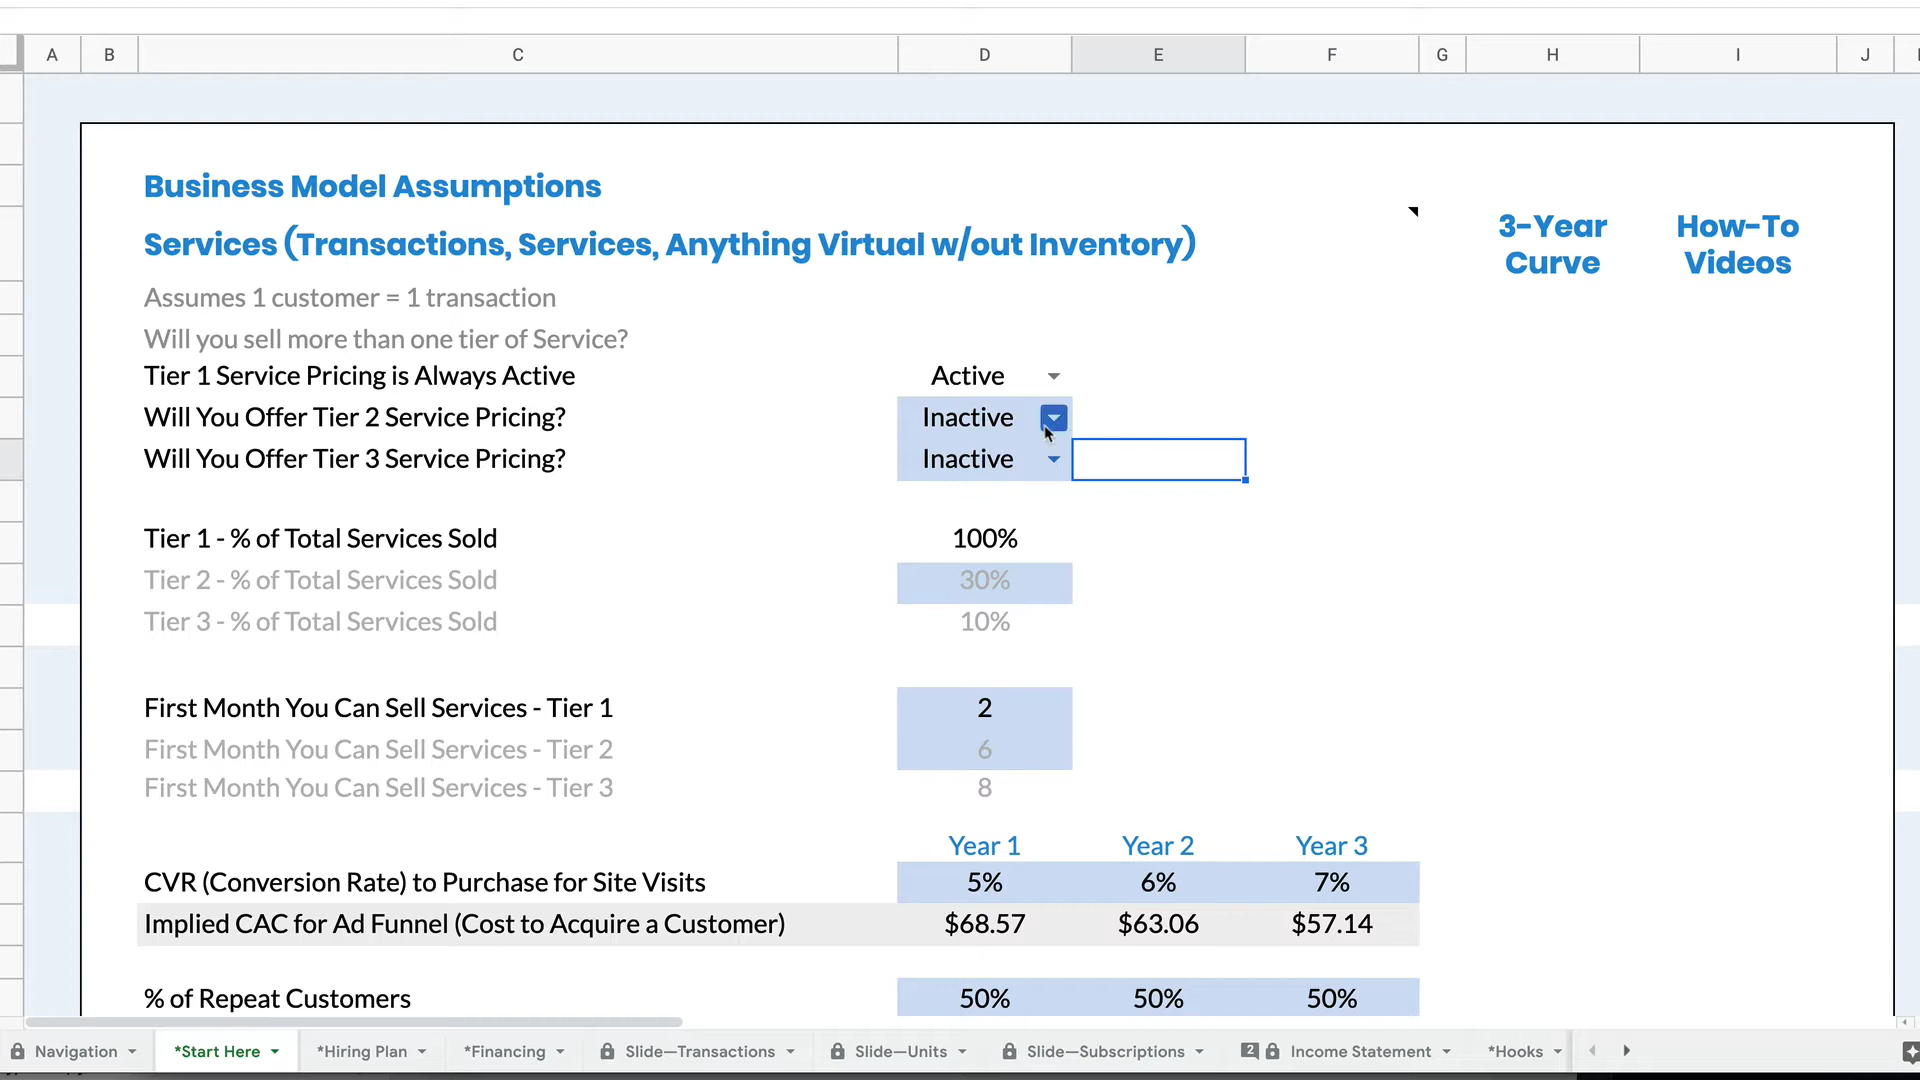 A B C D E F G H I J
Business Model Assumptions
Services (Transactions, Services, Anything Virtual w/out Inventory)
3-Year
Curve
How-To
Videos
Assumes 1 customer = 1 transaction
Will you sell more than one tier of Service?
Tier 1 Service Pricing is Always Active Active
Will You Offer Tier 2 Service Pricing? Inactive
Will You Offer Tier 3 Service Pricing? Inactive
Tier 1 - % of Total Services Sold 100%
Tier 2 - % of Total Services Sold 30%
Tier 3 - % of Total Services Sold 10%
First Month You Can Sell Services - Tier 1 2
First Month You Can Sell Services - Tier 2 6
First Month You Can Sell Services - Tier 3 8
Year 1 Year 2 Year 3
CVR (Conversion Rate) to Purchase for Site Visits 5% 6% 7%
Implied CAC for Ad Funnel (Cost to Acquire a Customer) $68.57 $63.06 $57.14
% of Repeat Customers 50% 50% 50%
Navigation *Start Here *Hiring Plan *Financing Slide—Transactions Slide—Units Slide—Subscriptions 2 Income Statement *Hooks